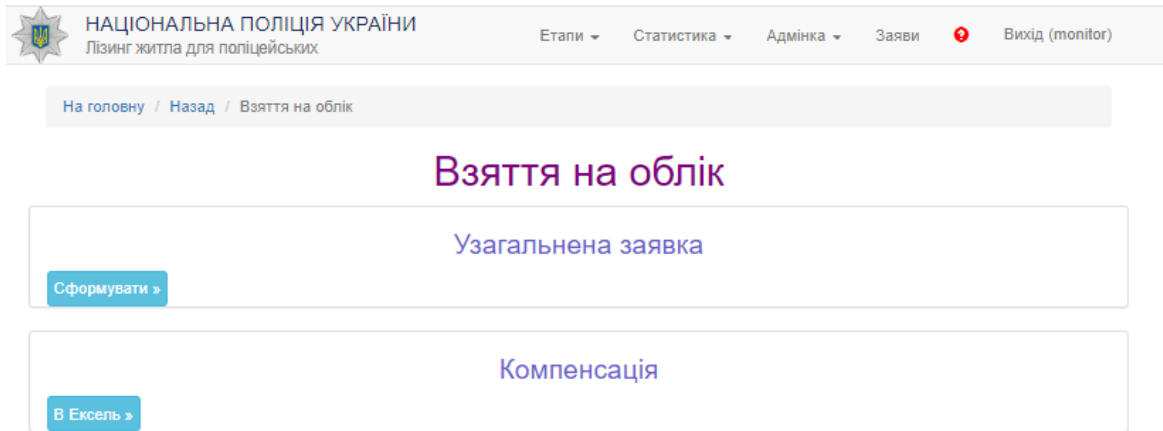 НАЦІОНАЛЬНА ПОЛІЦІЯ УКРАЇНИ
Лізинг житла для поліцейських
Етапи Статистика Адмінка Заяви ? Вихід (monitor)
На головну / Назад / Взяття на облік
Взяття на облік
Узагальнена заявка
Сформувати »
Компенсація
В Ексель »